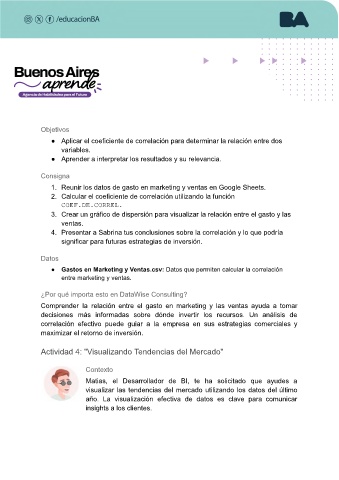 /educacionBA
BA
Buenos Aires
aprende
Agencia de Habilidades para el Futuro
Objetivos
● Aplicar el coeficiente de correlación para determinar la relación entre dos
variables.
● Aprender a interpretar los resultados y su relevancia.
Consigna
1. Reunir los datos de gasto en marketing y ventas en Google Sheets.
2. Calcular el coeficiente de correlación utilizando la función
COEF.DE.CORREL.
3. Crear un gráfico de dispersión para visualizar la relación entre el gasto y las
ventas.
4. Presentar a Sabrina tus conclusiones sobre la correlación y lo que podría
significar para futuras estrategias de inversión.
Datos
● Gastos en Marketing y Ventas.csv: Datos que permiten calcular la correlación
entre marketing y ventas.
¿Por qué importa esto en DataWise Consulting?
Comprender la relación entre el gasto en marketing y las ventas ayuda a tomar
decisiones más informadas sobre dónde invertir los recursos. Un análisis de
correlación efectivo puede guiar a la empresa en sus estrategias comerciales y
maximizar el retorno de inversión.
Actividad 4: "Visualizando Tendencias del Mercado"
Contexto
Matias, el Desarrollador de BI, te ha solicitado que ayudes a
visualizar las tendencias del mercado utilizando los datos del último
año. La visualización efectiva de datos es clave para comunicar
insights a los clientes.